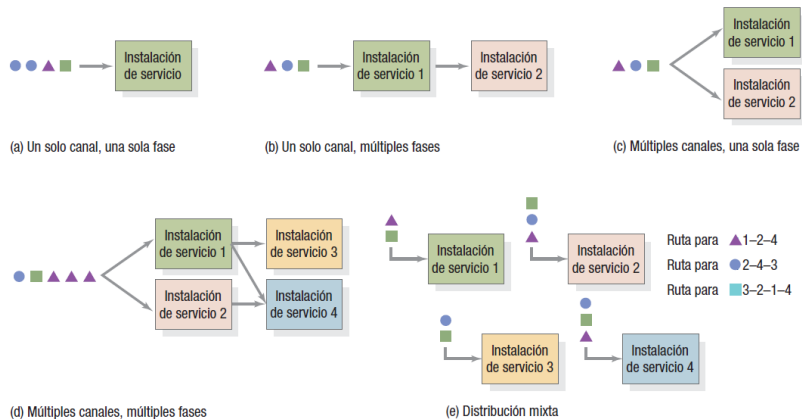 Instalación
de servicio
(a) Un solo canal, una sola fase
Instalación
de servicio 1
Instalación
de servicio 2
(b) Un solo canal, múltiples fases
Instalación
de servicio 1
Instalación
de servicio 2
(c) Múltiples canales, una sola fase
Instalación
de servicio 1
Instalación
de servicio 3
Instalación
de servicio 2
Instalación
de servicio 4
(d) Múltiples canales, múltiples fases
Instalación
de servicio 1
Instalación
de servicio 2
Instalación
de servicio 3
Instalación
de servicio 4
Ruta para 1–2–4
Ruta para 2–4–3
Ruta para 3–2–1–4
(e) Distribución mixta